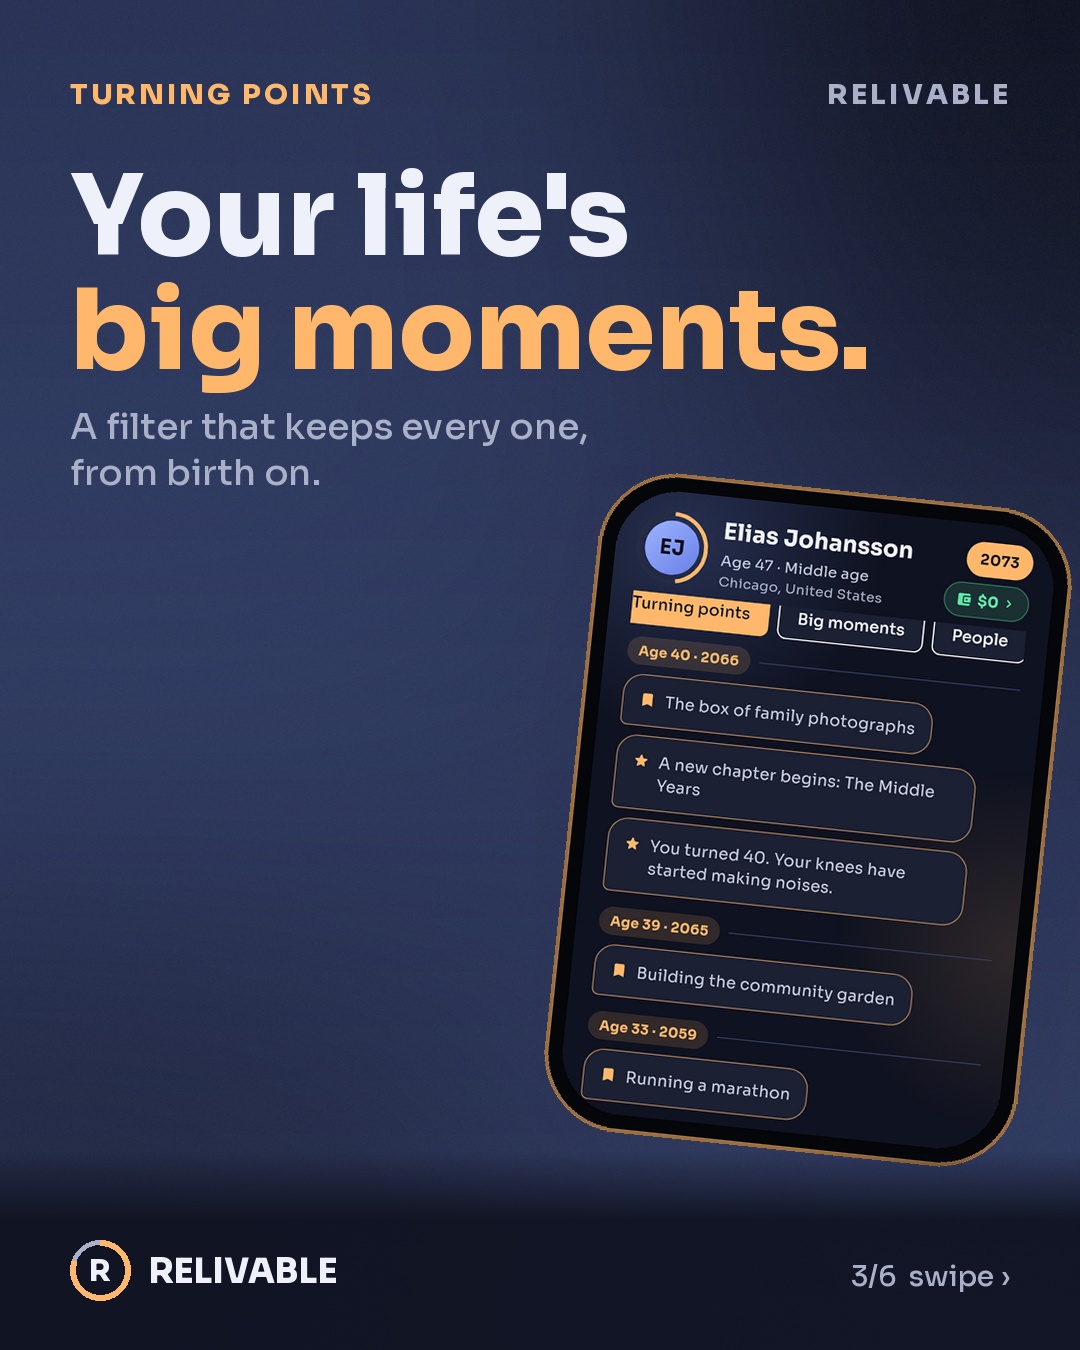 TURNING POINTS
RELIVABLE
Your life's
big moments.
A filter that keeps every one,
from birth on.
EJ
Elias Johansson
Age 47 · Middle age
Chicago, United States
2073
$0 ›
Turning points
Big moments
People
Age 40 · 2066
The box of family photographs
A new chapter begins: The Middle
Years
You turned 40. Your knees have
started making noises.
Age 39 · 2065
Building the community garden
Age 33 · 2059
Running a marathon
R
RELIVABLE
3/6 swipe ›